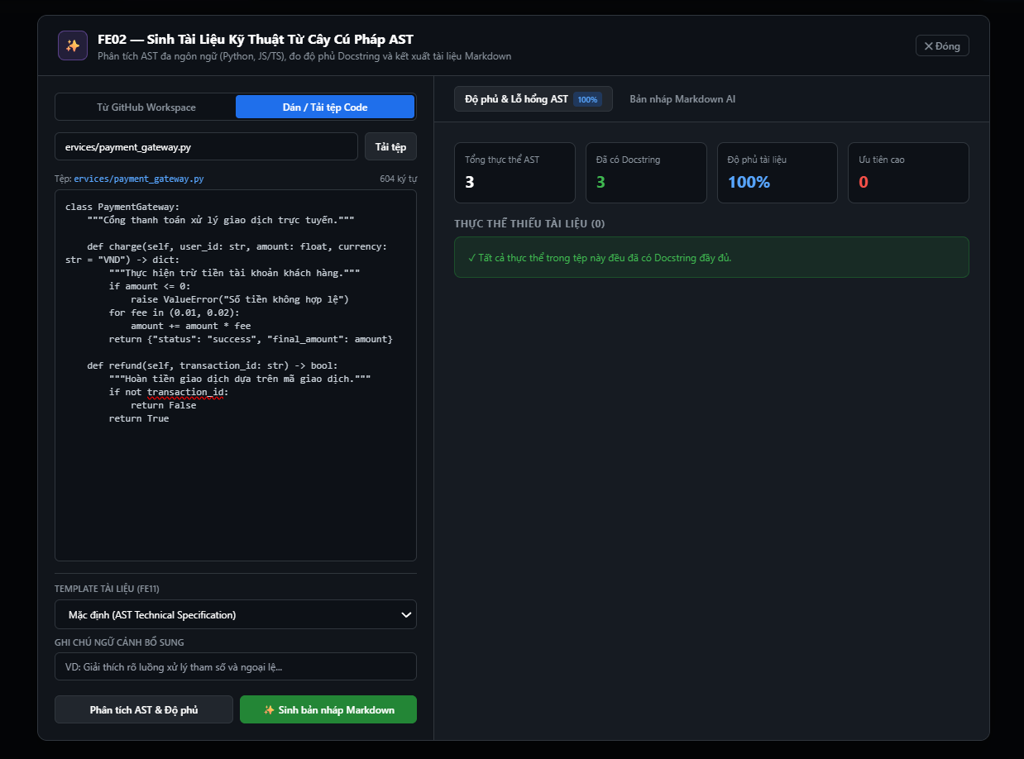 FE02 — Sinh Tài Liệu Kỹ Thuật Từ Cây Cú Pháp AST
Phân tích AST đa ngôn ngữ (Python, JS/TS), đo độ phủ Docstring và kết xuất tài liệu Markdown
✕ Đóng
Từ GitHub Workspace
Dán / Tải tệp Code
ervices/payment_gateway.py
Tải tệp
Tệp: ervices/payment_gateway.py
604 ký tự
class PaymentGateway:
    """Cổng thanh toán xử lý giao dịch trực tuyến."""
    def charge(self, user_id: str, amount: float, currency:
str = "VND") -> dict:
        """Thực hiện trừ tiền tài khoản khách hàng."""
        if amount <= 0:
            raise ValueError("Số tiền không hợp lệ")
        for fee in (0.01, 0.02):
            amount += amount * fee
        return {"status": "success", "final_amount": amount}
    def refund(self, transaction_id: str) -> bool:
        """Hoàn tiền giao dịch dựa trên mã giao dịch."""
        if not transaction_id:
            return False
        return True
TEMPLATE TÀI LIỆU (FE11)
Mặc định (AST Technical Specification)
GHI CHÚ NGỮ CẢNH BỔ SUNG
VD: Giải thích rõ luồng xử lý tham số và ngoại lệ...
Phân tích AST & Độ phủ
✨ Sinh bản nháp Markdown
Độ phủ & Lỗ hổng AST 100%
Bản nháp Markdown AI
Tổng thực thể AST
3
Đã có Docstring
3
Độ phủ tài liệu
100%
Ưu tiên cao
0
THỰC THỂ THIẾU TÀI LIỆU (0)
✓ Tất cả thực thể trong tệp này đều đã có Docstring đầy đủ.